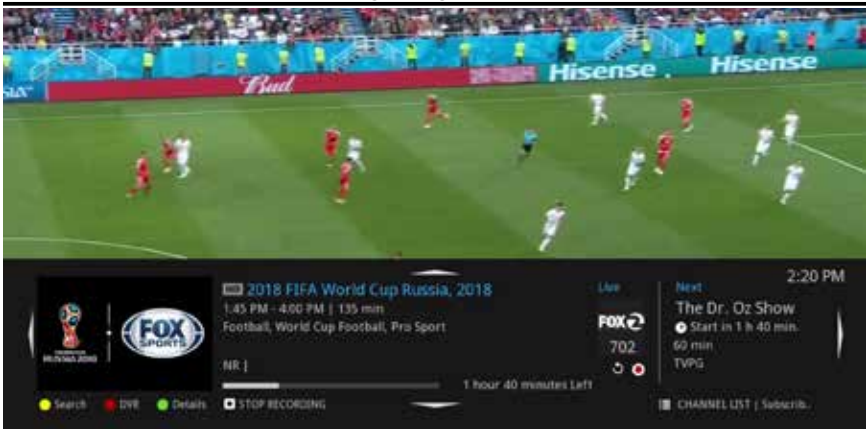 Bud
Hisense
Hisense
2:20 PM
HD 2018 FIFA World Cup Russia, 2018
1:45 PM - 4:00 PM | 135 min
Football, World Cup Football, Pro Sport
NR |
1 hour 40 minutes Left
FOX
SPORTS
Live
FOX 2
702
Next
The Dr. Oz Show
Start in 1 h 40 min.
60 min
TVPG
Search
DVR
Details
STOP RECORDING
CHANNEL LIST | Subscrib..